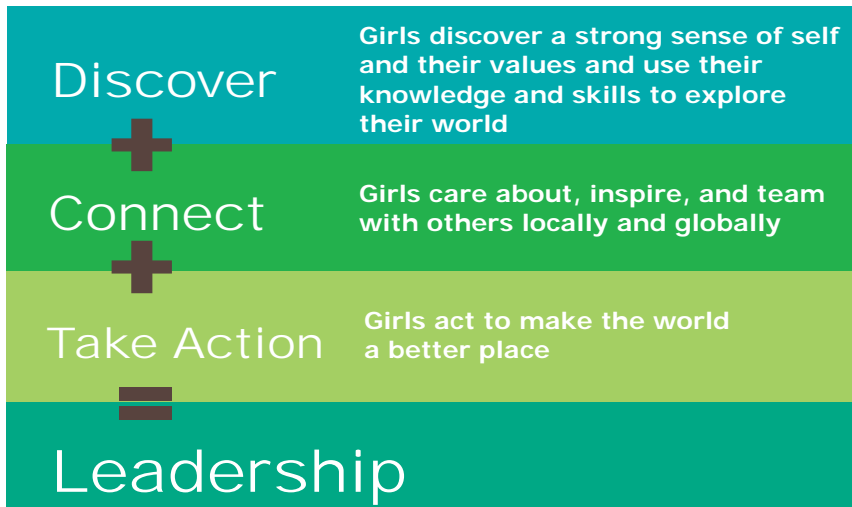 Discover
Girls discover a strong sense of self
and their values and use their
knowledge and skills to explore
their world
+
Connect
Girls care about, inspire, and team
with others locally and globally
+
Take Action
Girls act to make the world
a better place
=
Leadership